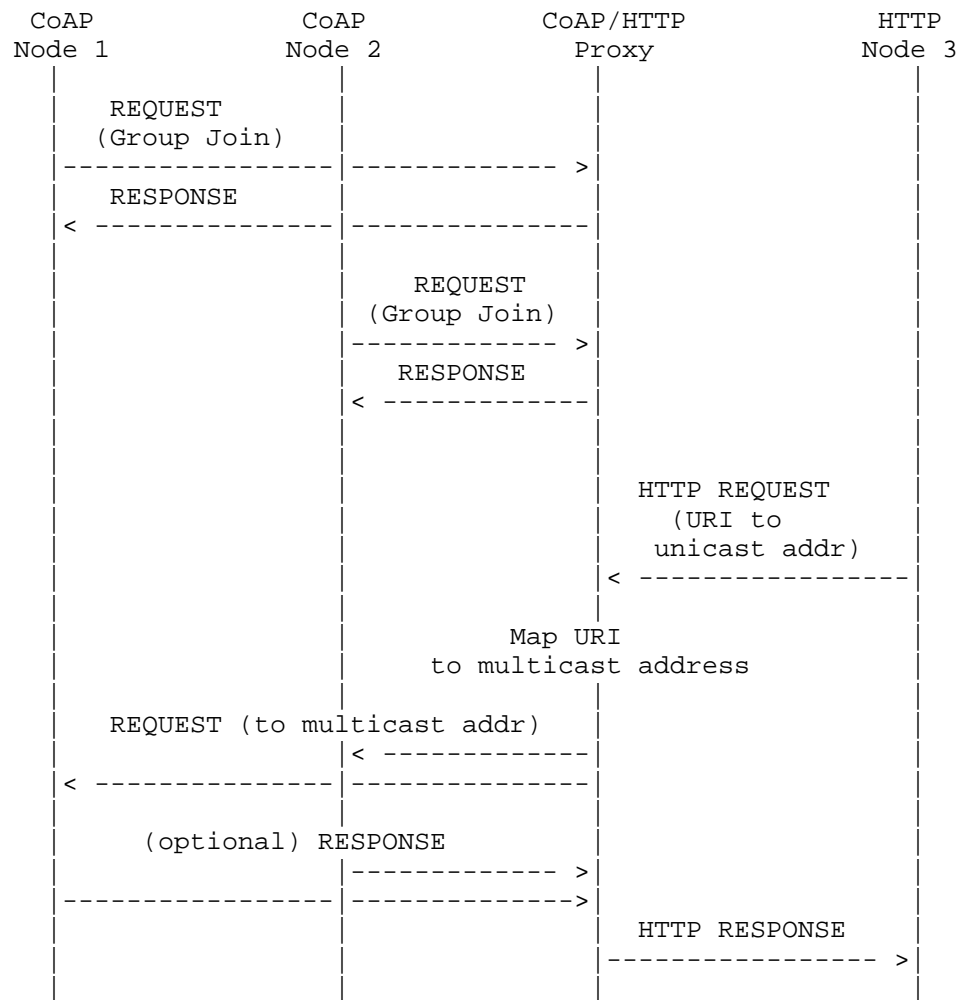 CoAP CoAP CoAP/HTTP HTTP
Node 1 Node 2 Proxy Node 3
REQUEST
(Group Join)
RESPONSE
REQUEST
(Group Join)
RESPONSE
HTTP REQUEST
(URI to
unicast addr)
Map URI
to multicast address
REQUEST (to multicast addr)
(optional) RESPONSE
HTTP RESPONSE